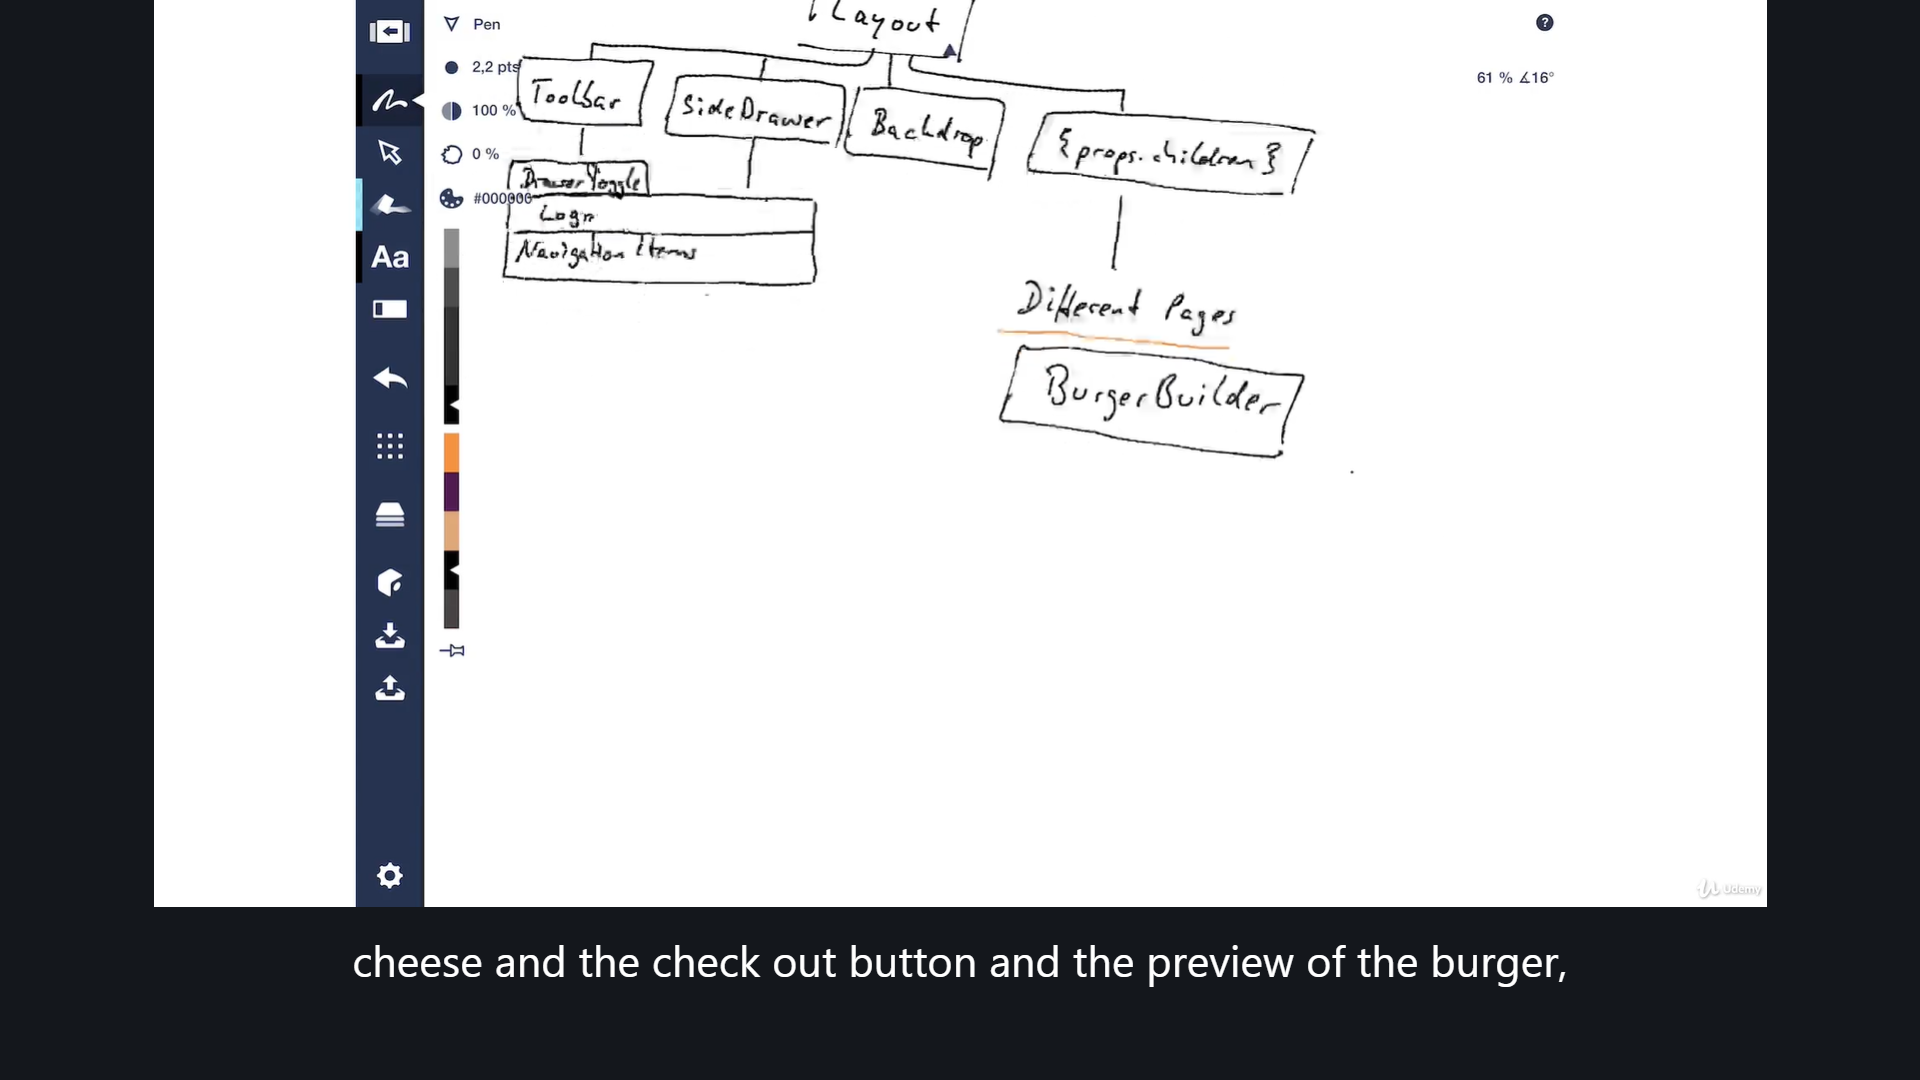 Pen
2,2 pts
100 %
0 %
#000000
Aa
?
61 % ∡16°
Layout
Toolbar
SideDrawer
Backdrop
{props.children}
DrawerToggle
Logo
Navigation Items
Different Pages
BurgerBuilder
Udemy
cheese and the check out button and the preview of the burger,